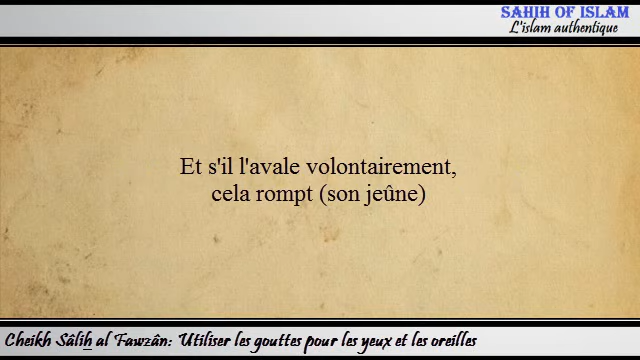 SAHIH OF ISLAM
L'islam authentique
Et s'il l'avale volontairement,
cela rompt (son jeûne)
Cheikh Sâlih al Fawzân: Utiliser les gouttes pour les yeux et les oreilles